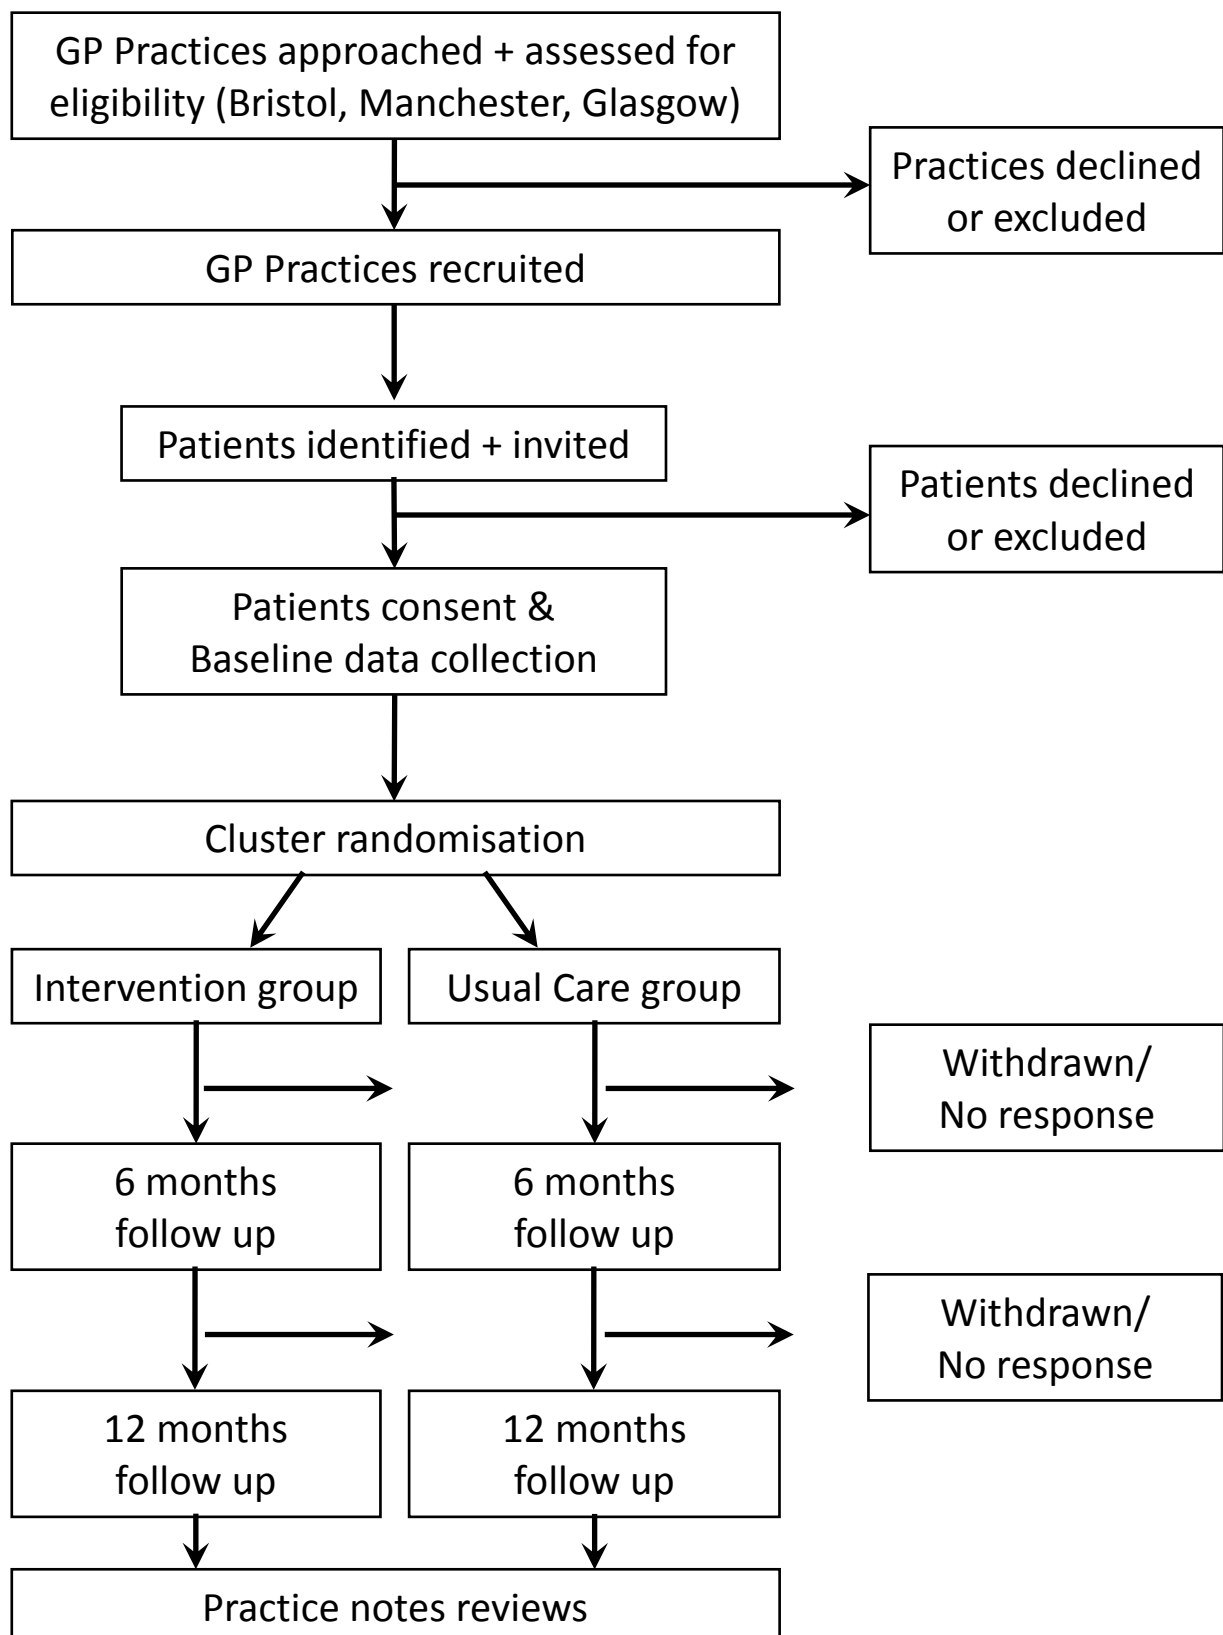 GP Practices approached + assessed for
eligibility (Bristol, Manchester, Glasgow)
Practices declined
or excluded
GP Practices recruited
Patients identified + invited
Patients declined
or excluded
Patients consent &
Baseline data collection
Cluster randomisation
Intervention group
Usual Care group
Withdrawn/
No response
6 months
follow up
6 months
follow up
Withdrawn/
No response
12 months
follow up
12 months
follow up
Practice notes reviews